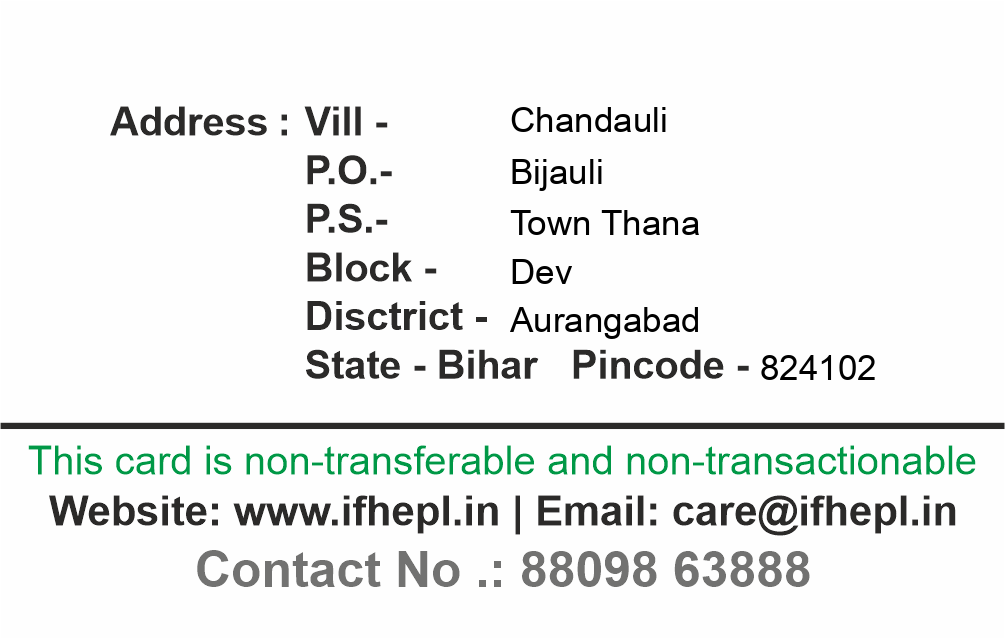 Address : Vill - Chandauli
P.O.- Bijauli
P.S.- Town Thana
Block - Dev
Disctrict - Aurangabad
State - Bihar Pincode - 824102
This card is non-transferable and non-transactionable
Website: www.ifhepl.in | Email: care@ifhepl.in
Contact No .: 88098 63888